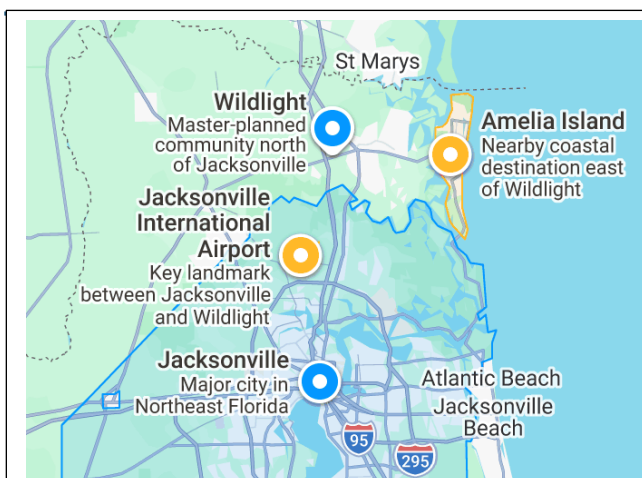 St Marys
Wildlight
Master-planned
community north
of Jacksonville
Amelia Island
Nearby coastal
destination east
of Wildlight
Jacksonville
International
Airport
Key landmark
between Jacksonville
and Wildlight
Jacksonville
Major city in
Northeast Florida
Atlantic Beach
Jacksonville
Beach
95
295